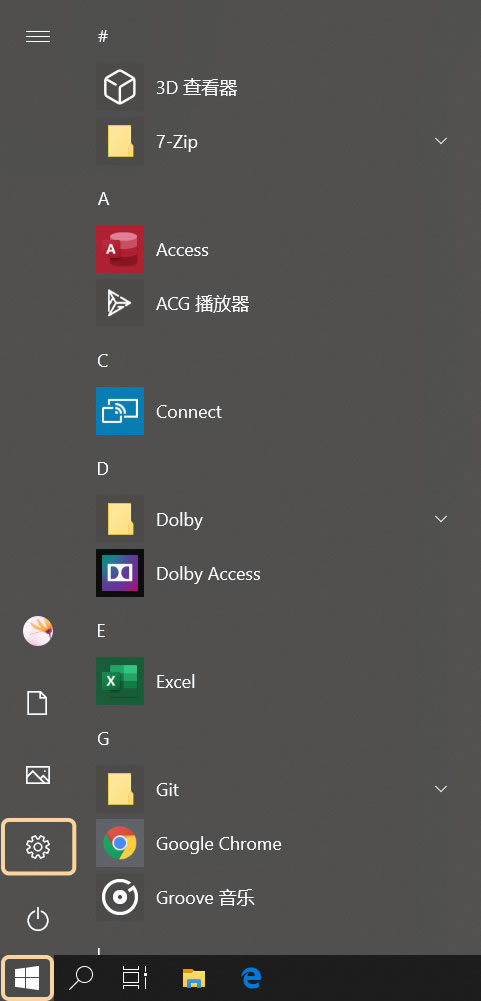 #
3D 查看器
7-Zip
A
Access
ACG 播放器
C
Connect
D
Dolby
Dolby Access
E
Excel
G
Git
Google Chrome
Groove 音乐